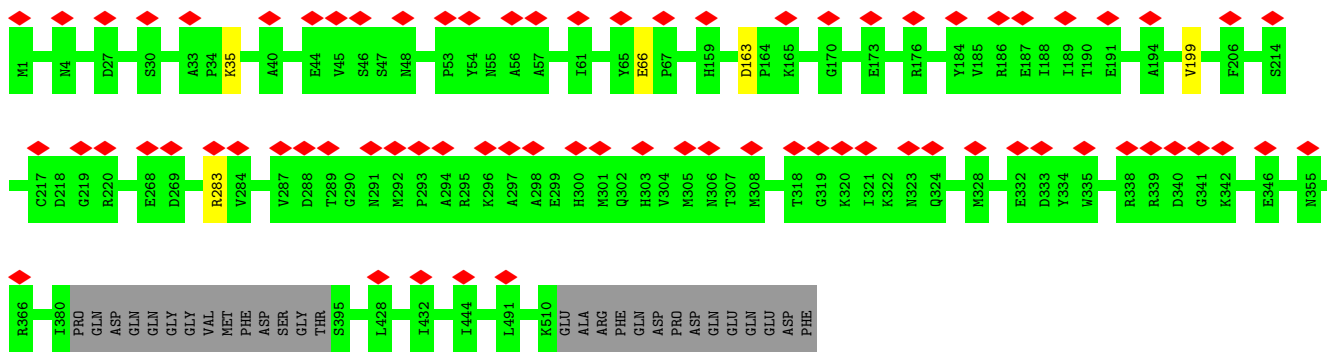 M1 N4 D27 S30 A33 P34 K35 A40 E44 V45 S46 S47 N48 P53 Y54 N55 A56 A57 I61 Y65 E66 P67 H159 D163 P164 K165 G170 E173 R176 Y184 V185 R186 E187 I188 I189 T190 E191 A194 V199 F206 S214
C217 D218 G219 R220 E268 D269 R283 V284 V287 D288 T289 G290 N291 M292 P293 A294 R295 K296 A297 A298 E299 H300 M301 Q302 H303 V304 M305 N306 T307 M308 T318 G319 K320 I321 K322 N323 Q324 M328 E332 D333 Y334 W335 R338 R339 D340 G341 K342 E346 N355
R366 I380 PRO GLN ASP GLN GLN GLY GLY VAL MET PHE ASP SER GLY THR S395 L428 I432 I444 L491 K510 GLU ALA ARG PHE GLN ASP PRO ASP GLN GLU GLN GLU ASP PHE